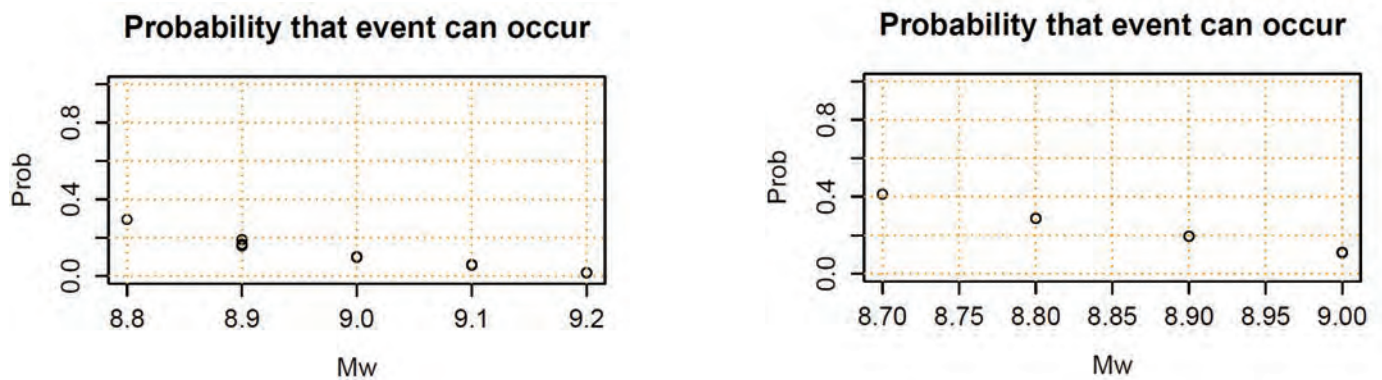 Probability that event can occur
Prob
0.8
0.4
0.0
8.8 8.9 9.0 9.1 9.2
Mw
Probability that event can occur
Prob
0.8
0.4
0.0
8.70 8.75 8.80 8.85 8.90 8.95 9.00
Mw